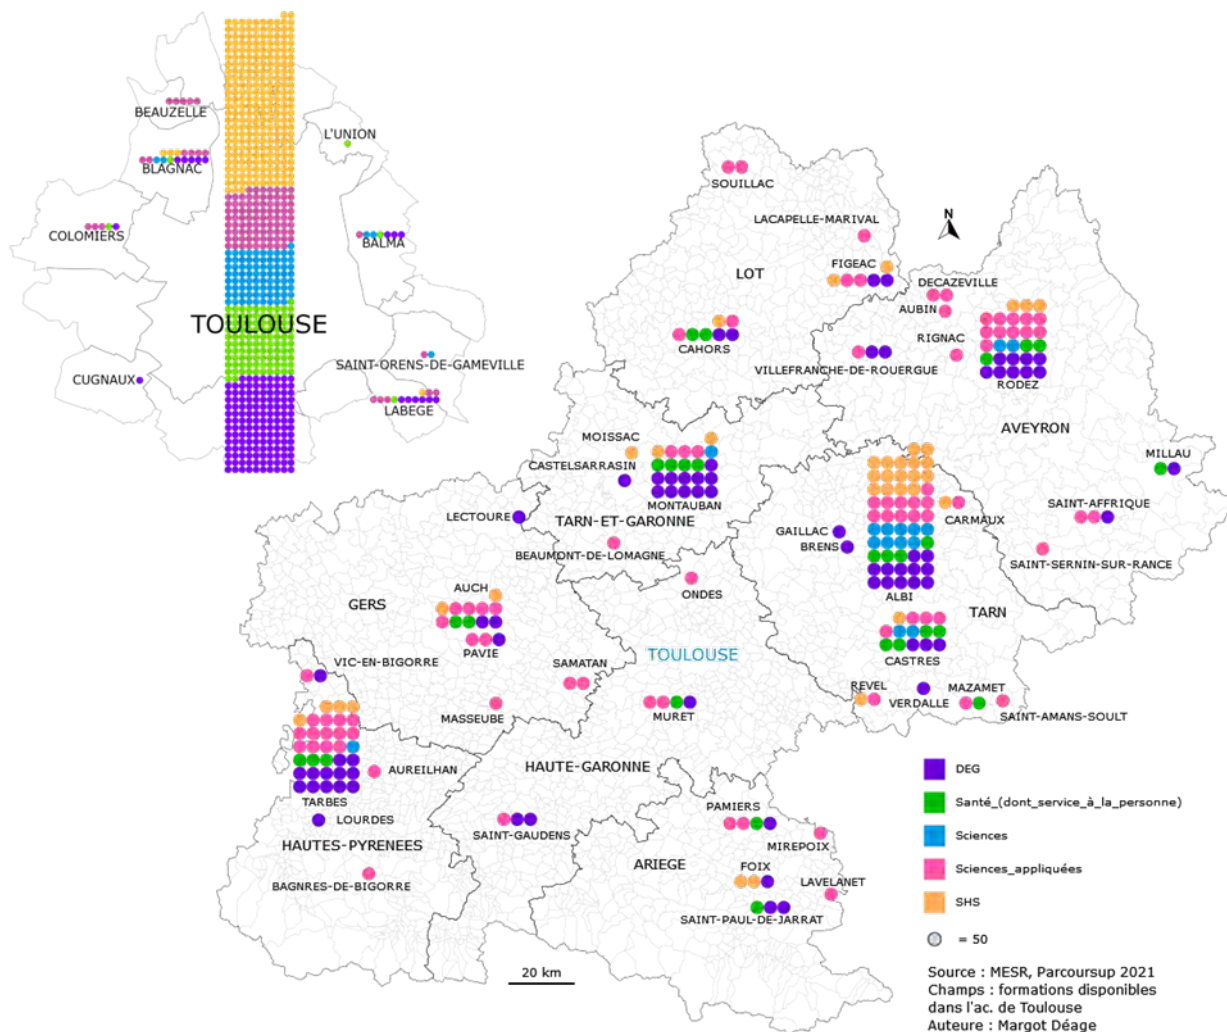 BEAUZELLE
L'UNION
BLAGNAC
SOUILLAC
COLOMIERS
BALMA
LACAPELLE-MARIVAL
N
FIGEAC
LOT
DECAZEVILLE
AUBIN
TOULOUSE
RIGNAC
CAHORS
SAINT-ORENS-DE-GAMEVILLE
VILLEFRANCHE-DE-ROUERGUE
CUGNAUX
RODEZ
LABEGE
AVEYRON
MOISSAC
MILLAU
CASTELSARRASIN
MONTAUBAN
SAINT-AFFRIQUE
LECTOURE
TARN-ET-GARONNE
CARMAUX
GAILLAC
BRENS
BEAUMONT-DE-LOMAGNE
SAINT-SERNIN-SUR-RANCE
AUCH
ONDES
ALBI
GERS
TARN
PAVIE
TOULOUSE
CASTRES
VIC-EN-BIGORRE
SAMATAN
REVEL
MAZAMET
VERDALLE
MASSEUBE
MURET
SAINT-AMANS-SOULT
AUREILHAN
HAUTE-GARONNE
DEG
TARBES
Santé_(dont_service_à_la_personne)
PAMIERS
LOURDES
SAINT-GAUDENS
Sciences
HAUTES-PYRENEES
MIREPOIX
ARIEGE
FOIX
Sciences_appliquées
BAGNRES-DE-BIGORRE
LAVELANET
SHS
SAINT-PAUL-DE-JARRAT
= 50
20 km
Source : MESR, Parcoursup 2021
Champs : formations disponibles
dans l'ac. de Toulouse
Auteure : Margot Déage